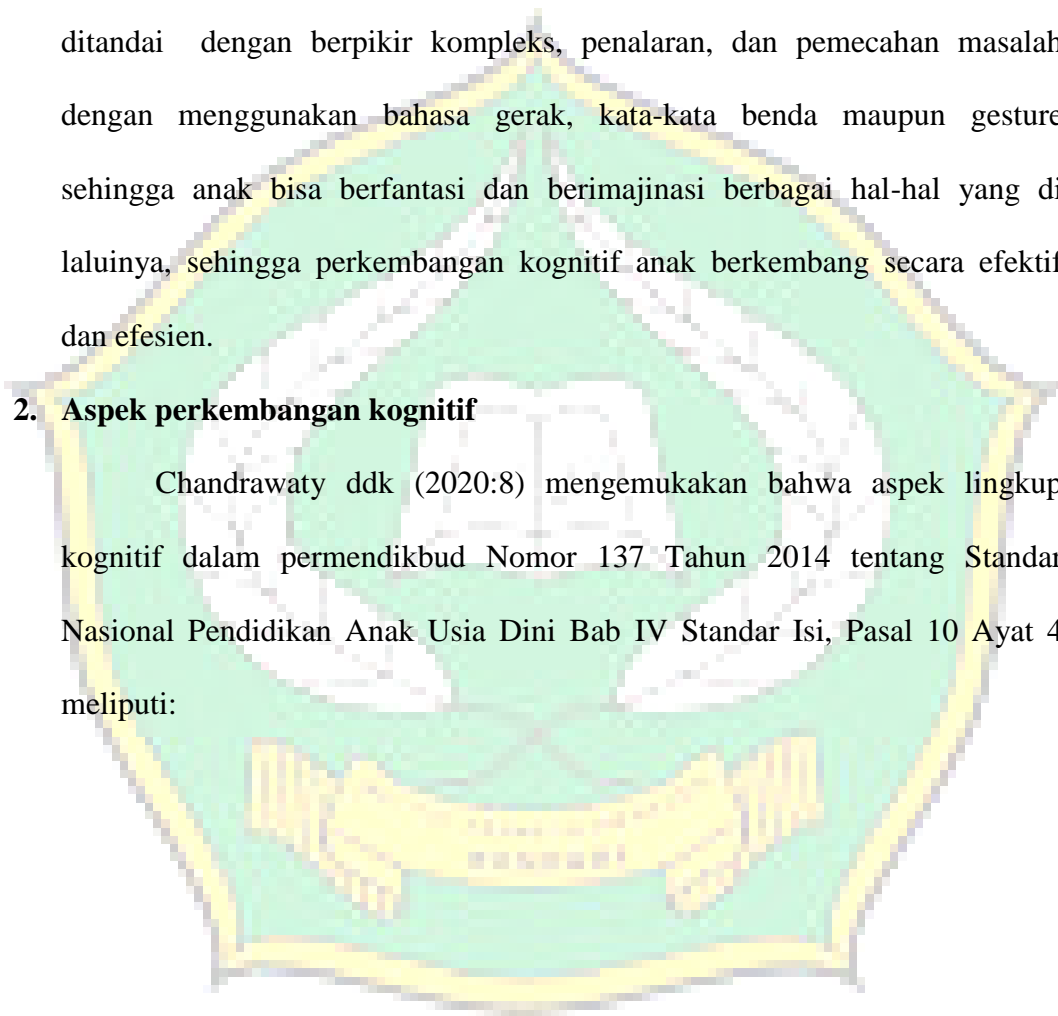 ditandai dengan berpikir kompleks, penalaran, dan pemecahan masalah
dengan menggunakan bahasa gerak, kata-kata benda maupun gesture
sehingga anak bisa berfantasi dan berimajinasi berbagai hal-hal yang di
laluinya, sehingga perkembangan kognitif anak berkembang secara efektif
dan efesien.
2. Aspek perkembangan kognitif
Chandrawaty ddk (2020:8) mengemukakan bahwa aspek lingkup
kognitif dalam permendikbud Nomor 137 Tahun 2014 tentang Standar
Nasional Pendidikan Anak Usia Dini Bab IV Standar Isi, Pasal 10 Ayat 4
meliputi: